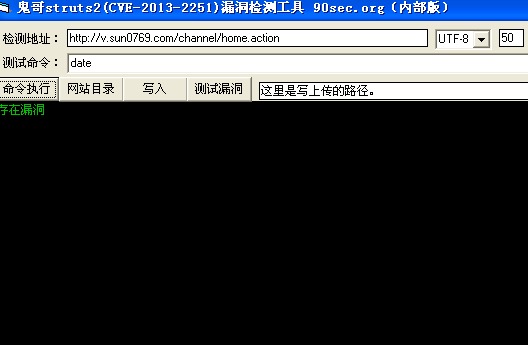 鬼哥struts2(CVE-2013-2251)漏洞检测工具 90sec.org（内部版）
检测地址： http://v.sun0769.com/channel/home.action UTF-8 50
测试命令： date
命令执行 网站目录 写入 测试漏洞 这里是写上传的路径。
存在漏洞